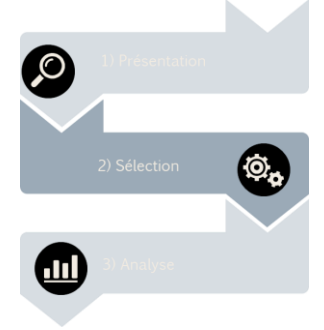 1) Présentation
2) Sélection
3) Analyse